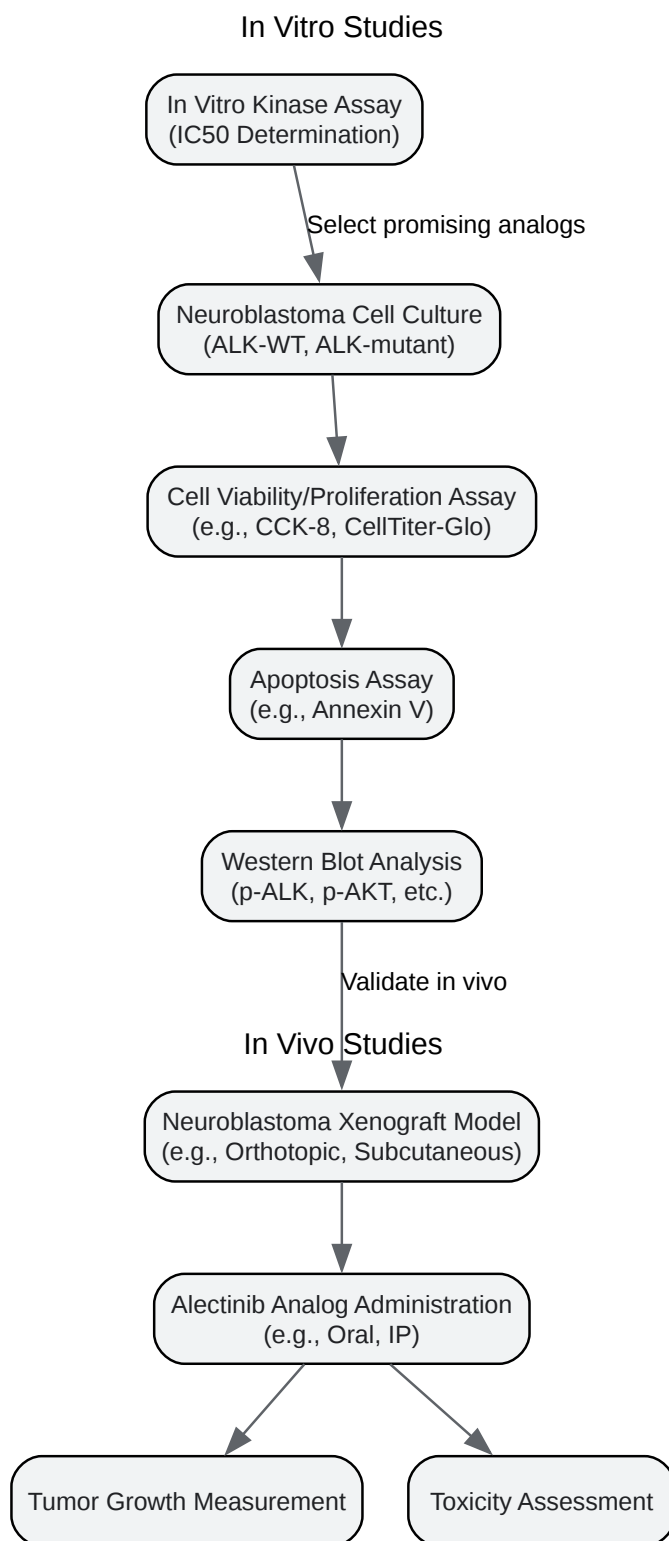 In Vitro Studies
In Vitro Kinase Assay
(IC50 Determination)
Select promising analogs
Neuroblastoma Cell Culture
(ALK-WT, ALK-mutant)
Cell Viability/Proliferation Assay
(e.g., CCK-8, CellTiter-Glo)
Apoptosis Assay
(e.g., Annexin V)
Western Blot Analysis
(p-ALK, p-AKT, etc.)
Validate in vivo
In Vivo Studies
Neuroblastoma Xenograft Model
(e.g., Orthotopic, Subcutaneous)
Alectinib Analog Administration
(e.g., Oral, IP)
Tumor Growth Measurement
Toxicity Assessment